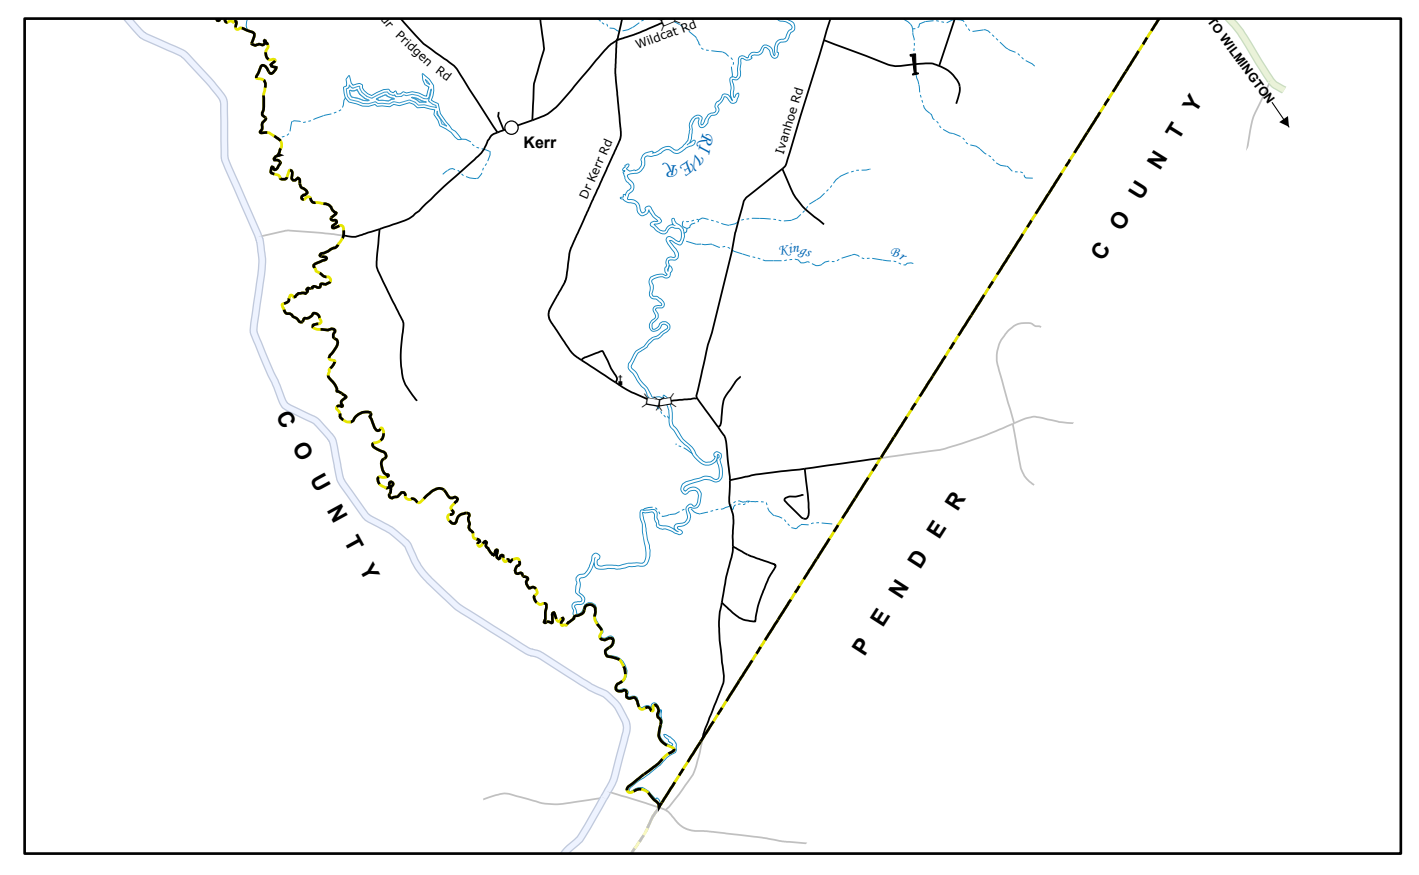 Pridgen Rd
Wildcat Rd
TO WILMINGTON
Kerr
Dr Kerr Rd
Ivanhoe Rd
RIVER
Kings Br
COUNTY
COUNTY
PENDER